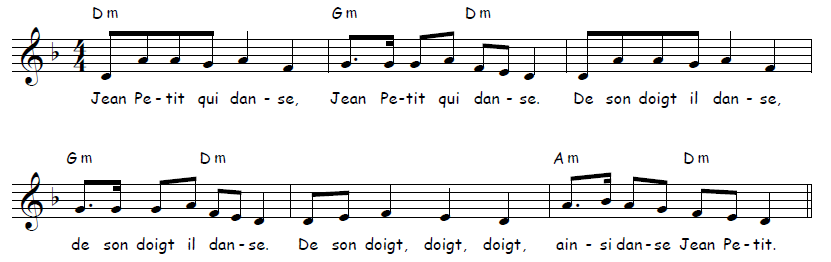 Dm Gm Dm
4
4
Jean Pe - tit qui dan - se, Jean Pe - tit qui dan - se. De son doigt il dan - se,
Gm Dm Am Dm
de son doigt il dan - se. De son doigt, doigt, doigt, ain - si dan - se Jean Pe - tit.